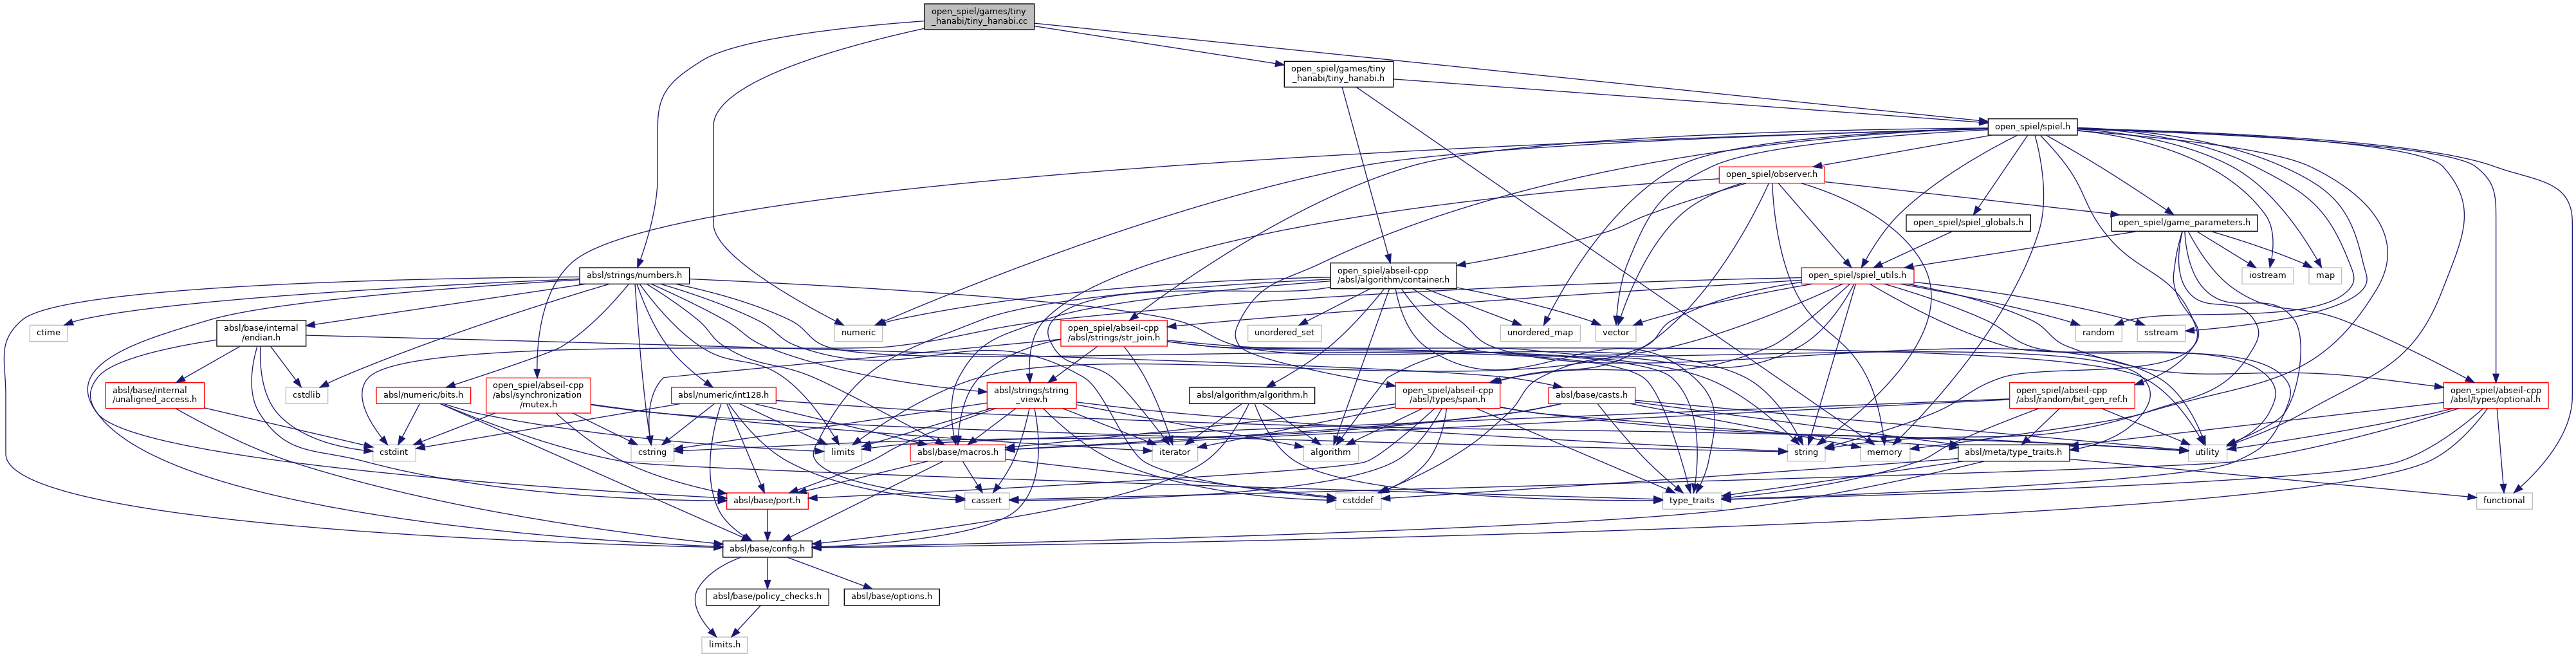 open_spiel/games/tiny
_hanabi/tiny_hanabi.cc
open_spiel/games/tiny
_hanabi/tiny_hanabi.h
open_spiel/spiel.h
open_spiel/observer.h
open_spiel/spiel_globals.h
open_spiel/game_parameters.h
absl/strings/numbers.h
open_spiel/abseil-cpp
/absl/algorithm/container.h
open_spiel/spiel_utils.h
iostream
map
ctime
absl/base/internal
/endian.h
numeric
open_spiel/abseil-cpp
/absl/strings/str_join.h
unordered_set
unordered_map
vector
random
sstream
absl/base/internal
/unaligned_access.h
cstdlib
absl/numeric/bits.h
open_spiel/abseil-cpp
/absl/synchronization
/mutex.h
absl/numeric/int128.h
absl/strings/string
_view.h
absl/algorithm/algorithm.h
open_spiel/abseil-cpp
/absl/types/span.h
absl/base/casts.h
open_spiel/abseil-cpp
/absl/random/bit_gen_ref.h
open_spiel/abseil-cpp
/absl/types/optional.h
cstdint
cstring
limits
absl/base/macros.h
iterator
algorithm
string
memory
absl/meta/type_traits.h
utility
absl/base/port.h
cassert
cstddef
type_traits
functional
absl/base/config.h
absl/base/policy_checks.h
absl/base/options.h
limits.h